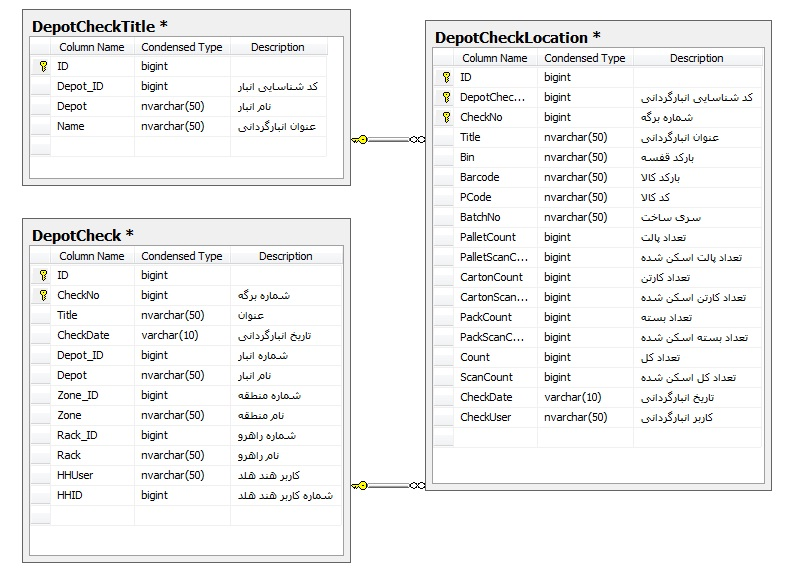 DepotCheckTitle *
Column Name Condensed Type Description
ID bigint
Depot_ID bigint کد شناسایی انبار
Depot nvarchar(50) نام انبار
Name nvarchar(50) عنوان انبارگردانی
DepotCheck *
Column Name Condensed Type Description
ID bigint
CheckNo bigint شماره برگه
Title nvarchar(50) عنوان
CheckDate varchar(10) تاریخ انبارگردانی
Depot_ID bigint شماره انبار
Depot nvarchar(50) نام انبار
Zone_ID bigint شماره منطقه
Zone nvarchar(50) نام منطقه
Rack_ID bigint شماره راهرو
Rack nvarchar(50) نام راهرو
HHUser nvarchar(50) کاربر هند هلد
HHID bigint شماره کاربر هند هلد
DepotCheckLocation *
Column Name Condensed Type Description
ID bigint
DepotChec... bigint کد شناسایی انبارگردانی
CheckNo bigint شماره برگه
Title nvarchar(50) عنوان انبارگردانی
Bin nvarchar(50) بارکد قفسه
Barcode nvarchar(50) بارکد کالا
PCode nvarchar(50) کد کالا
BatchNo nvarchar(50) سری ساخت
PalletCount bigint تعداد پالت
PalletScanC... bigint تعداد پالت اسکن شده
CartonCount bigint تعداد کارتن
CartonScan... bigint تعداد کارتن اسکن شده
PackCount bigint تعداد بسته
PackScanC... bigint تعداد بسته اسکن شده
Count bigint تعداد کل
ScanCount bigint تعداد کل اسکن شده
CheckDate varchar(10) تاریخ انبارگردانی
CheckUser nvarchar(50) کاربر انبارگردانی